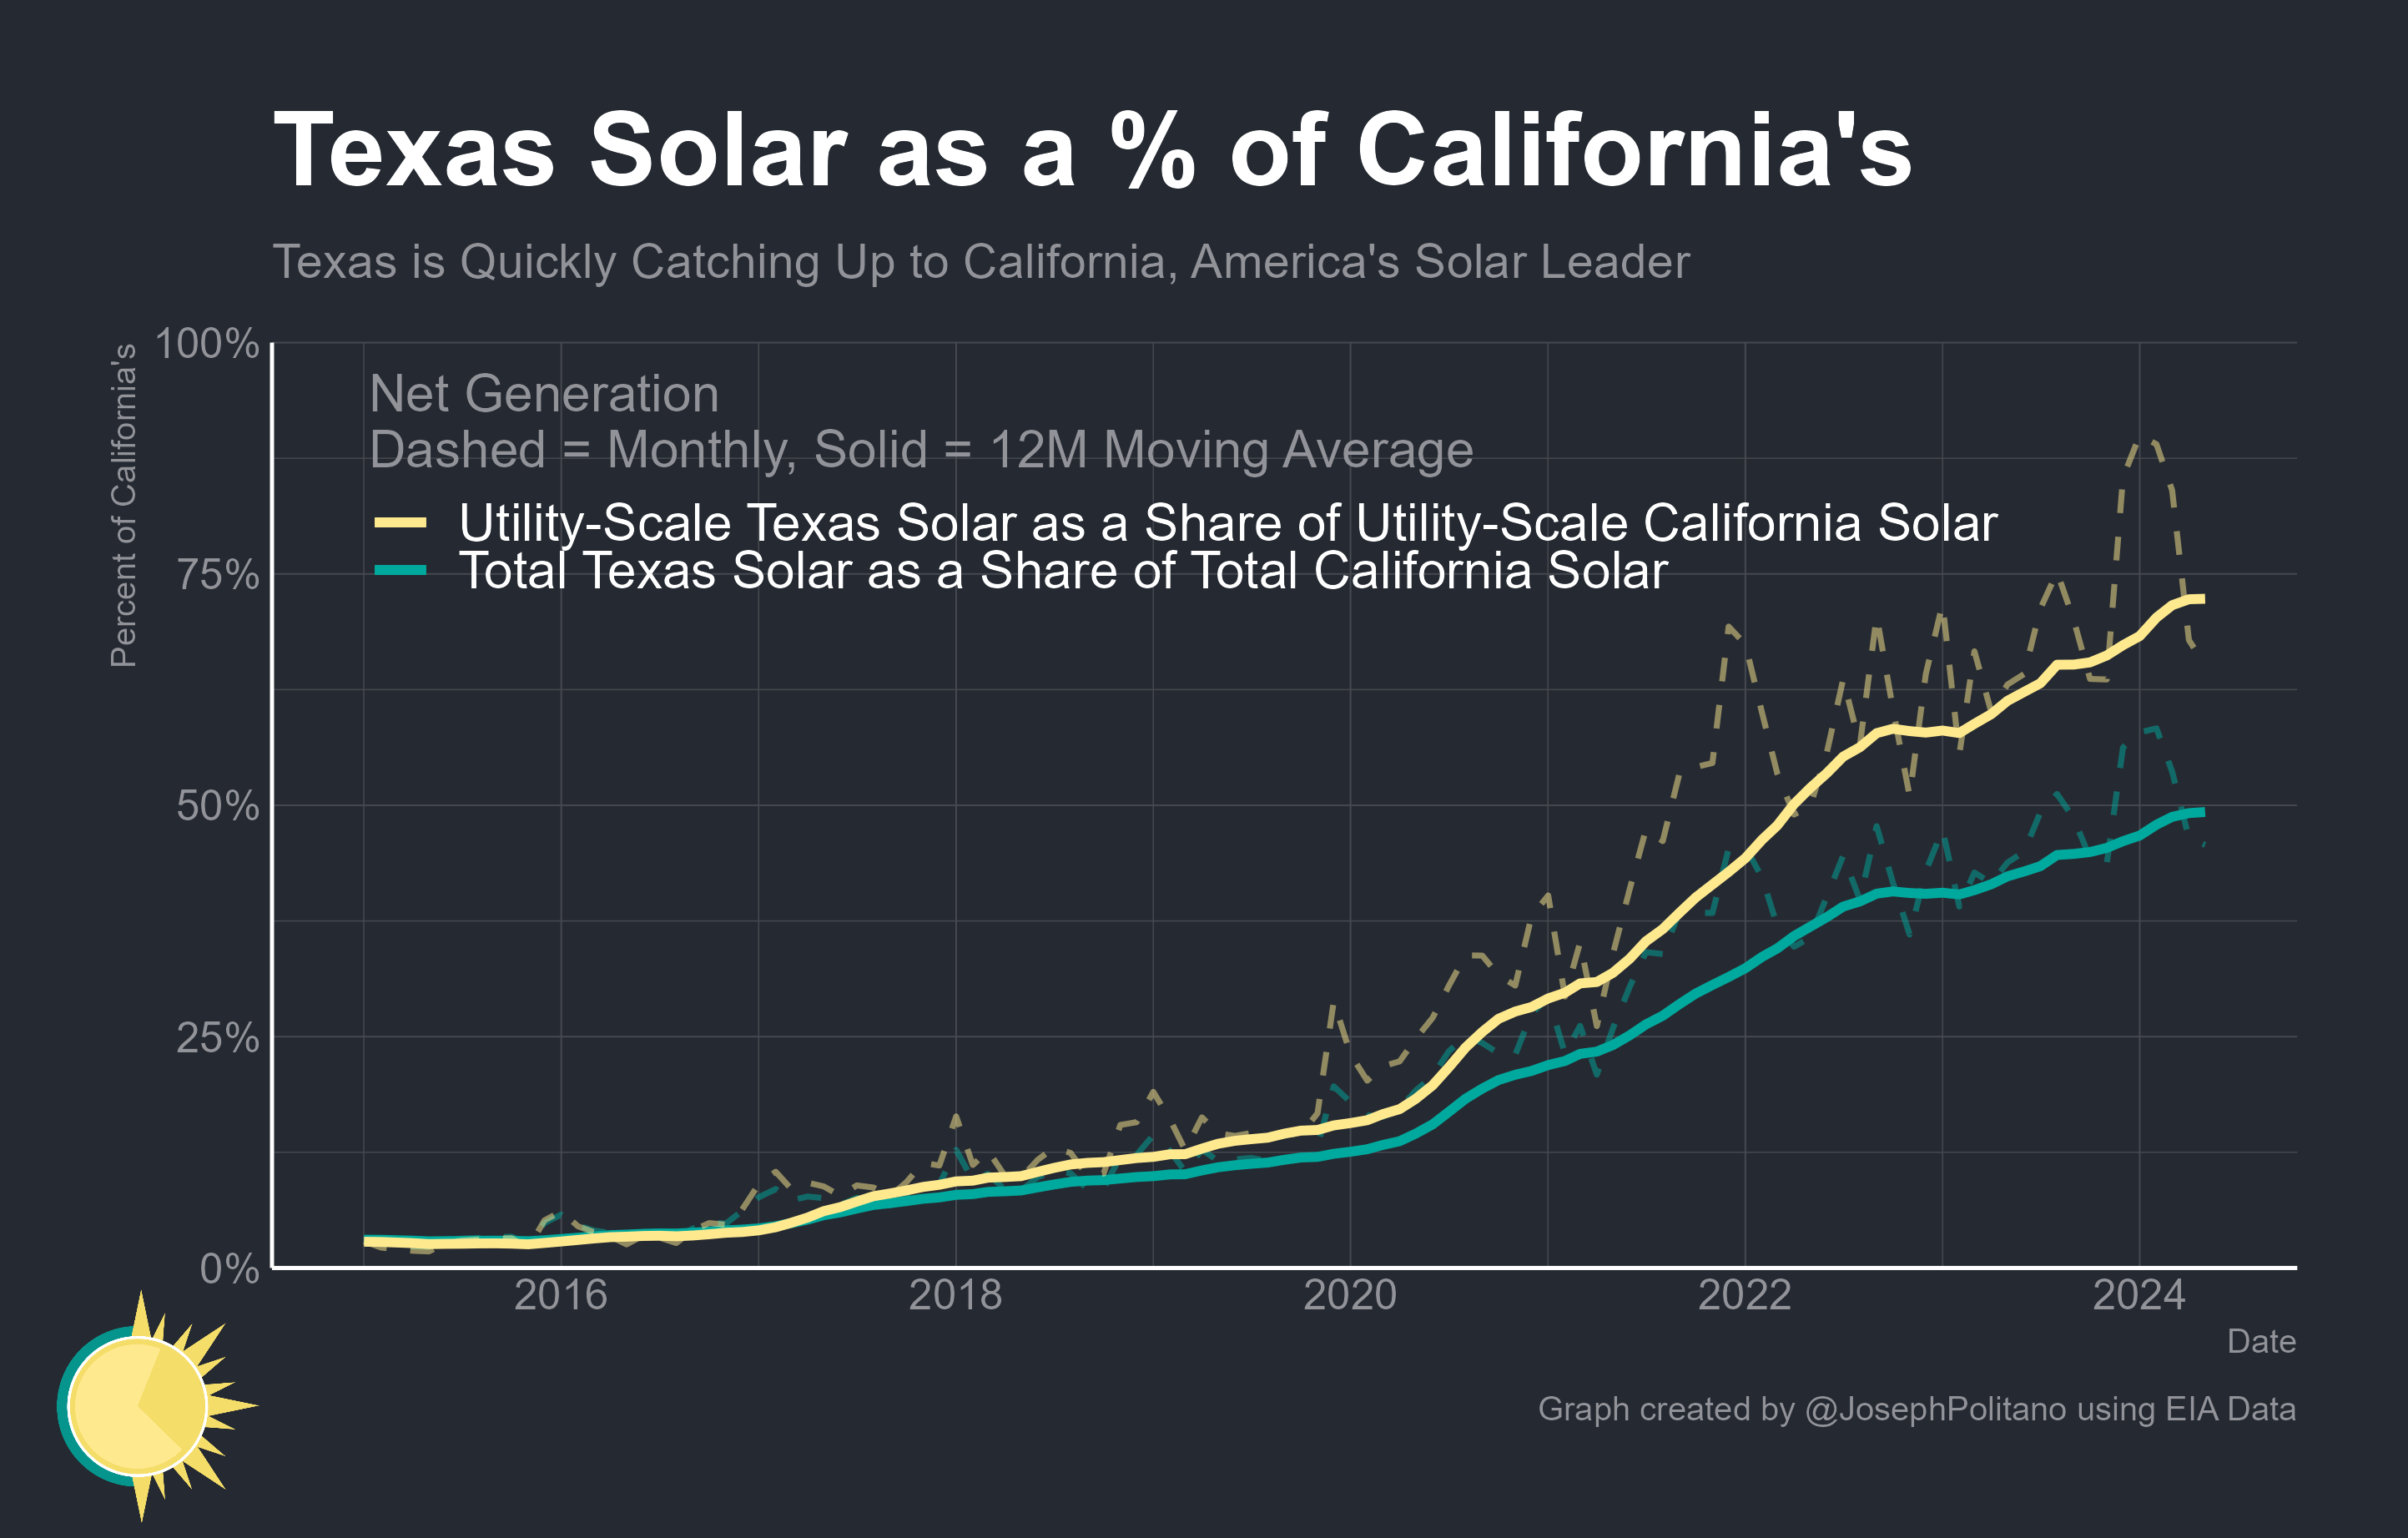 Texas Solar as a % of California's
Texas is Quickly Catching Up to California, America's Solar Leader
Percent of California's
100%
75%
50%
25%
0%
Net Generation
Dashed = Monthly, Solid = 12M Moving Average
Utility-Scale Texas Solar as a Share of Utility-Scale California Solar
Total Texas Solar as a Share of Total California Solar
2016 2018 2020 2022 2024
Date
Graph created by @JosephPolitano using EIA Data